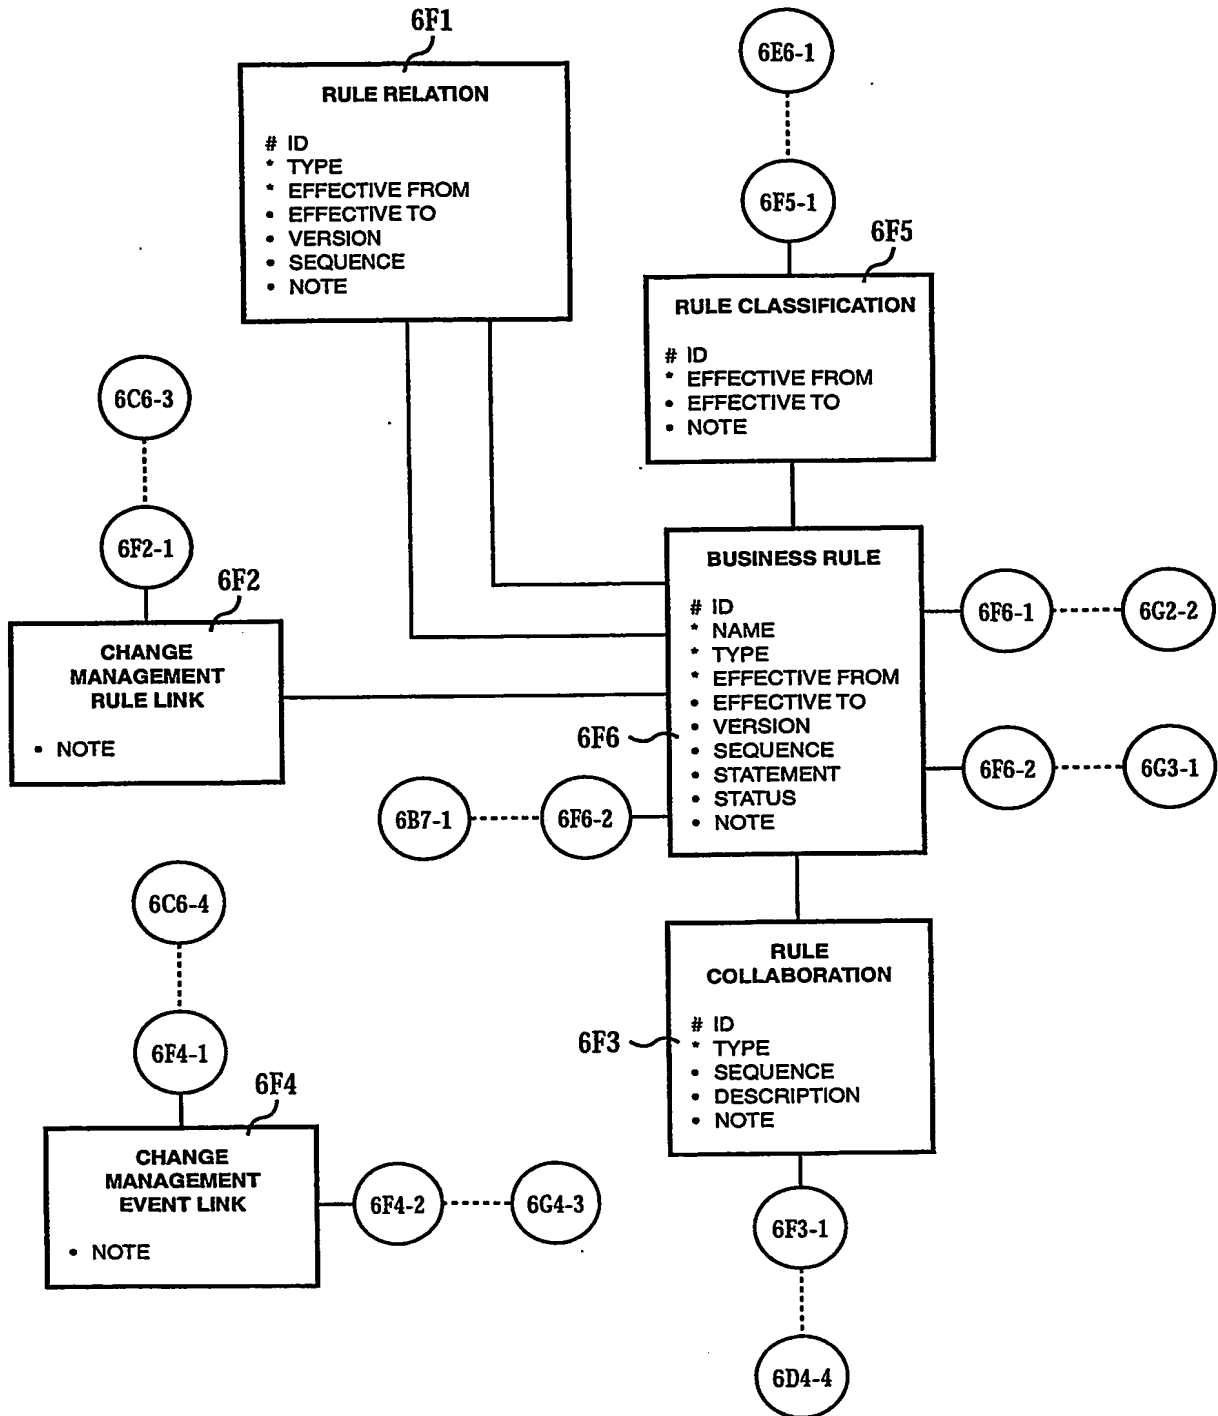 6F1
RULE RELATION
# ID
* TYPE
* EFFECTIVE FROM
• EFFECTIVE TO
• VERSION
• SEQUENCE
• NOTE
6E6-1
6F5-1
6F5
RULE CLASSIFICATION
# ID
* EFFECTIVE FROM
• EFFECTIVE TO
• NOTE
6C6-3
6F2-1
6F2
CHANGE
MANAGEMENT
RULE LINK
• NOTE
BUSINESS RULE
# ID
* NAME
* TYPE
* EFFECTIVE FROM
• EFFECTIVE TO
• VERSION
• SEQUENCE
• STATEMENT
• STATUS
• NOTE
6F6
6F6-1
6G2-2
6F6-2
6G3-1
6B7-1
6F6-2
6C6-4
6F4-1
6F4
CHANGE
MANAGEMENT
EVENT LINK
• NOTE
6F4-2
6G4-3
RULE
COLLABORATION
# ID
* TYPE
• SEQUENCE
• DESCRIPTION
• NOTE
6F3
6F3-1
6D4-4